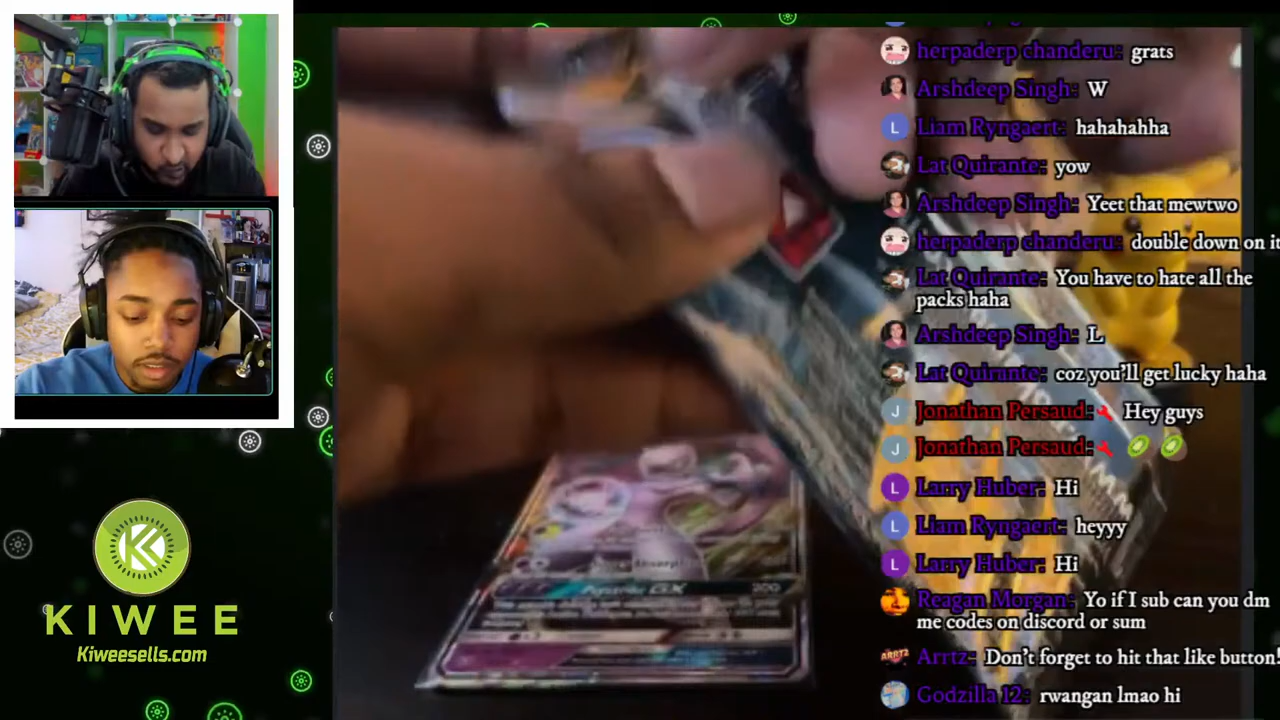 herpaderp chanderu: grats
Arshdeep Singh: W
L Liam Ryngaert: hahahahha
Lat Quirante: yow
Arshdeep Singh: Yeet that mewtwo
herpaderp chanderu: double down on it
Lat Quirante: You have to hate all the
packs haha
Arshdeep Singh: L
Lat Quirante: coz you'll get lucky haha
J Jonathan Persaud: Hey guys
J Jonathan Persaud:
L Larry Huber: Hi
L Liam Ryngaert: heyyy
L Larry Huber: Hi
Reagan Morgan: Yo if I sub can you dm
me codes on discord or sum
ARRTZ Arrtz: Don't forget to hit that like button!
Godzilla 12: rwangan lmao hi
GX 200
K
KIWEE
Kiweesells.com